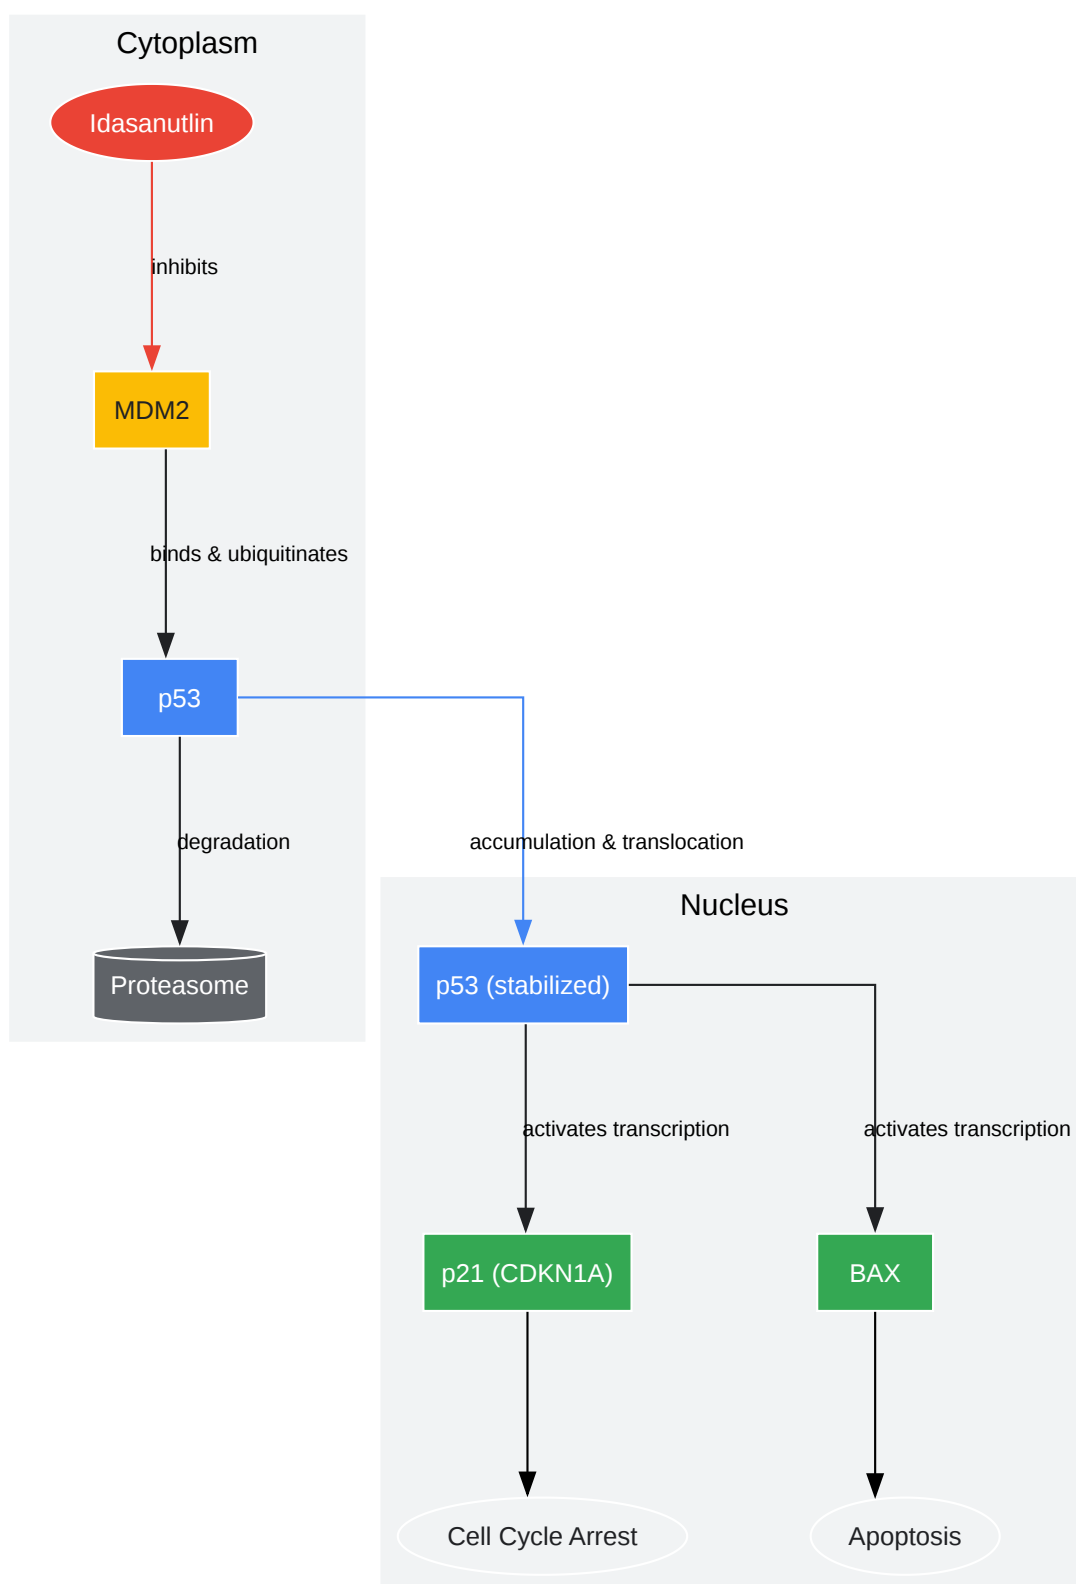 Cytoplasm
Idasanutlin
inhibits
MDM2
binds & ubiquitinates
p53
degradation
accumulation & translocation
Nucleus
Proteasome
p53 (stabilized)
activates transcription
activates transcription
p21 (CDKN1A)
BAX
Cell Cycle Arrest
Apoptosis